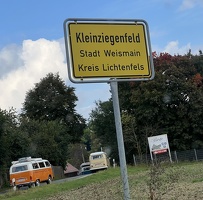 Kleinziegenfeld
Stadt Weismain
Kreis Lichtenfels